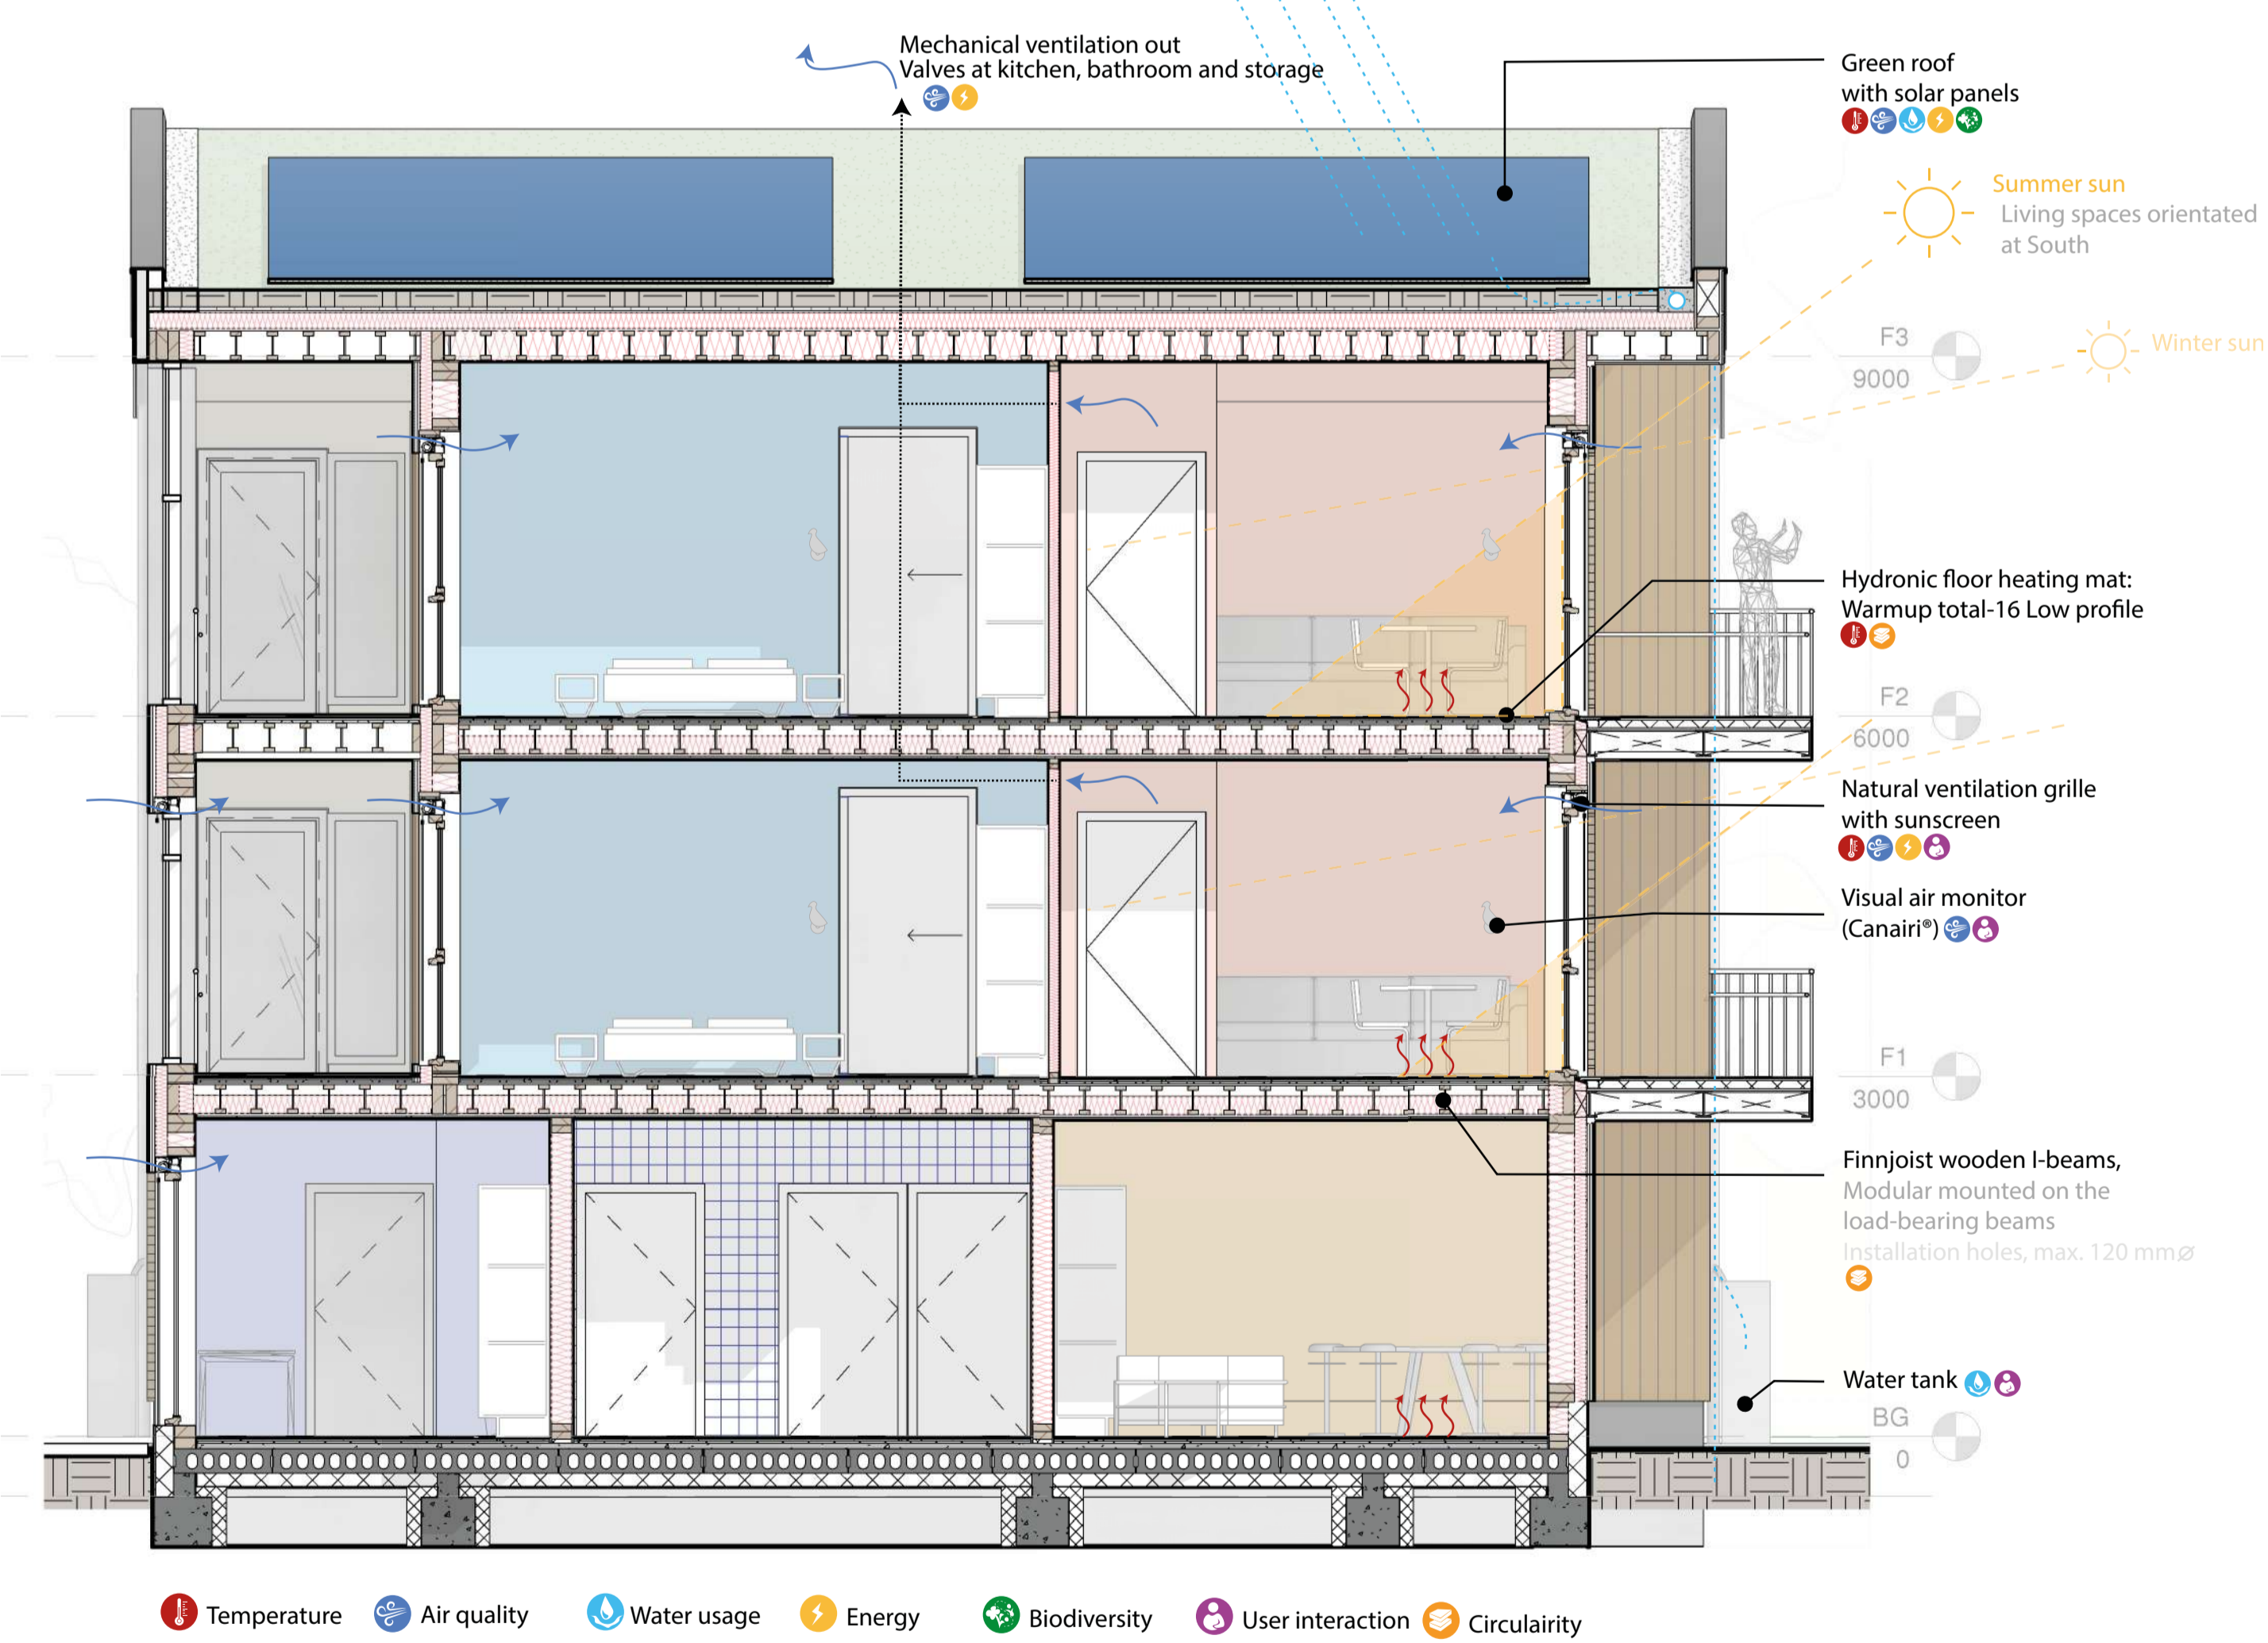 Mechanical ventilation out
Valves at kitchen, bathroom and storage
Green roof
with solar panels
Summer sun
Living spaces orientated
at South
F3
9000
Winter sun
Hydronic floor heating mat:
Warmup total-16 Low profile
F2
6000
Natural ventilation grille
with sunscreen
Visual air monitor
(Canairi®)
F1
3000
Finnjoist wooden I-beams,
Modular mounted on the
load-bearing beams
Installation holes, max. 120 mm⌀
Water tank
BG
0
Temperature
Air quality
Water usage
Energy
Biodiversity
User interaction
Circulairity